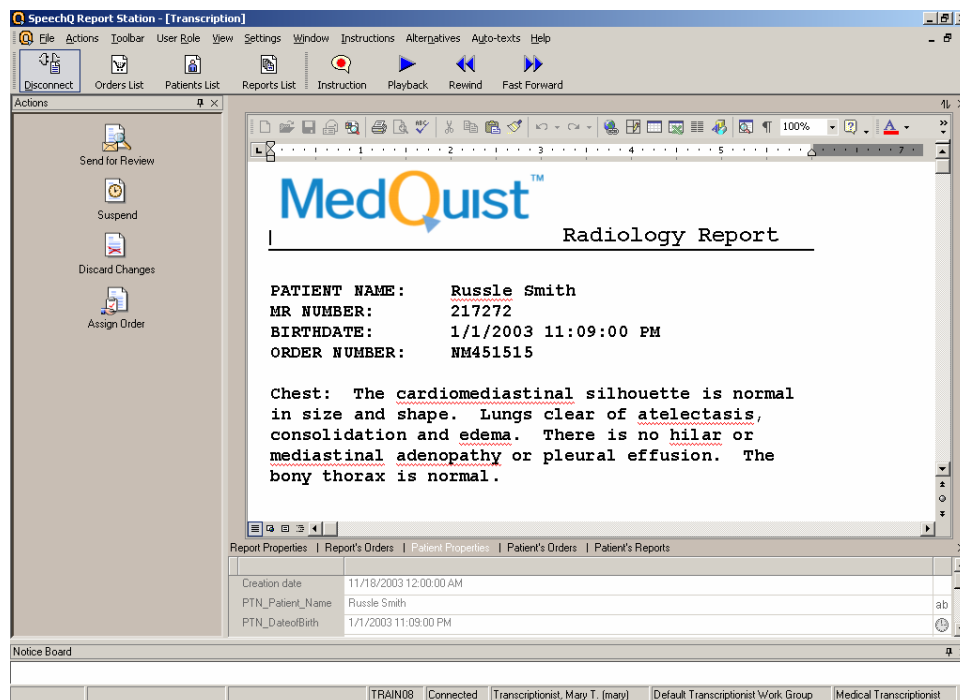 SpeechQ Report Station - [Transcription]
File Actions Toolbar User Role View Settings Window Instructions Alternatives Auto-texts Help
Disconnect Orders List Patients List Reports List Instruction Playback Rewind Fast Forward
Actions
Send for Review
Suspend
Discard Changes
Assign Order
100%
1 2 3 4 5 7
MedQuist™
Radiology Report
PATIENT NAME: Russle Smith
MR NUMBER: 217272
BIRTHDATE: 1/1/2003 11:09:00 PM
ORDER NUMBER: NM451515
Chest: The cardiomediastinal silhouette is normal
in size and shape. Lungs clear of atelectasis,
consolidation and edema. There is no hilar or
mediastinal adenopathy or pleural effusion. The
bony thorax is normal.
Report Properties | Report's Orders | Patient Properties | Patient's Orders | Patient's Reports
Creation date 11/18/2003 12:00:00 AM
PTN_Patient_Name Russle Smith ab
PTN_DateofBirth 1/1/2003 11:09:00 PM
Notice Board
TRAIN08 Connected Transcriptionist, Mary T. (mary) Default Transcriptionist Work Group Medical Transcriptionist